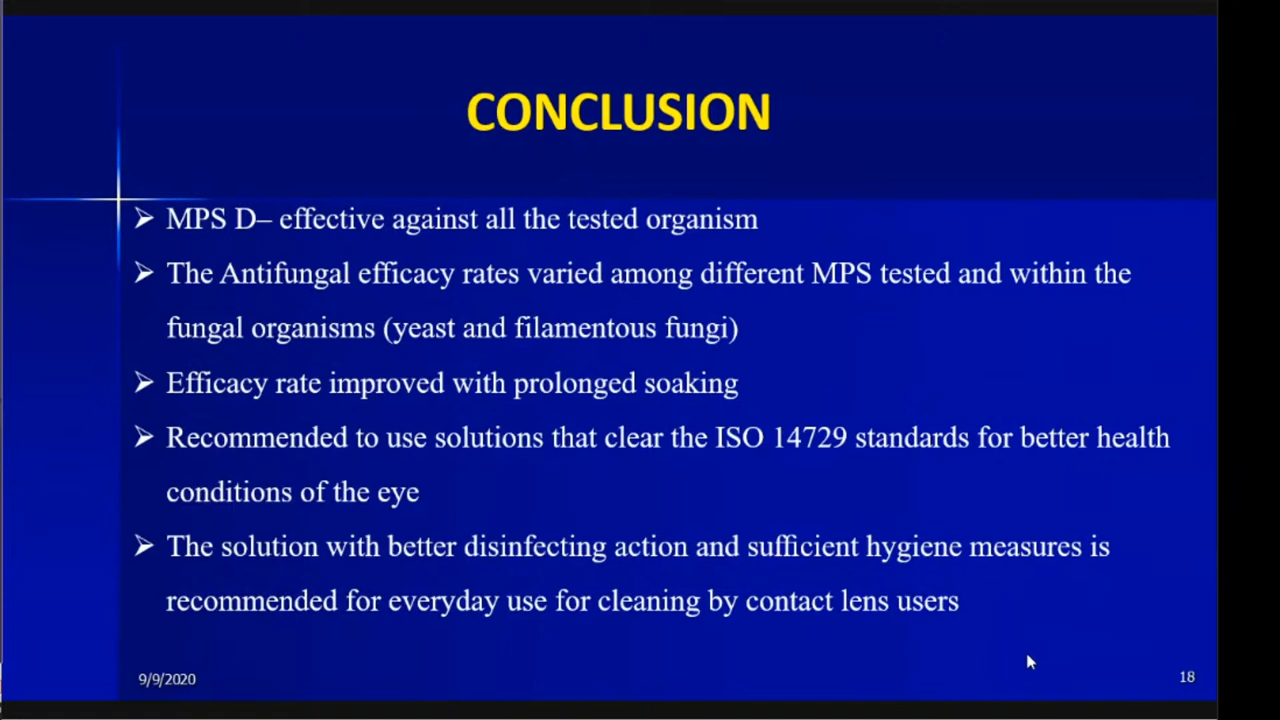 CONCLUSION
➢ MPS D– effective against all the tested organism
➢ The Antifungal efficacy rates varied among different MPS tested and within the
fungal organisms (yeast and filamentous fungi)
➢ Efficacy rate improved with prolonged soaking
➢ Recommended to use solutions that clear the ISO 14729 standards for better health
conditions of the eye
➢ The solution with better disinfecting action and sufficient hygiene measures is
recommended for everyday use for cleaning by contact lens users
9/9/2020
18